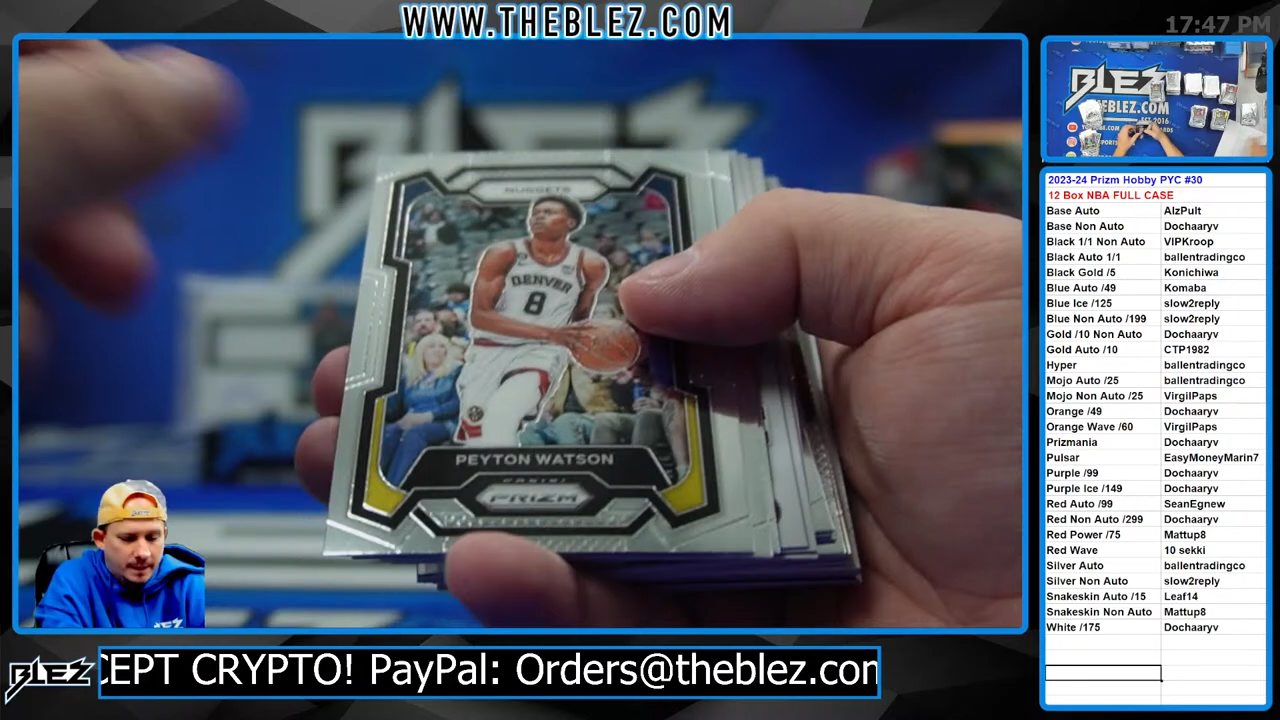 WWW.THEBLEZ.COM
17:47 PM
NUGGETS
DENVER
8
PEYTON WATSON
PANINI
PRIZM
BLEZ
THEBLEZ.COM
EST 2016
2023-24 Prizm Hobby PYC #30
12 Box NBA FULL CASE
Base Auto AlzPult
Base Non Auto Dochaaryv
Black 1/1 Non Auto VIPKroop
Black Auto 1/1 ballentradingco
Black Gold /5 Konichiwa
Blue Auto /49 Komaba
Blue Ice /125 slow2reply
Blue Non Auto /199 slow2reply
Gold /10 Non Auto Dochaaryv
Gold Auto /10 CTP1982
Hyper ballentradingco
Mojo Auto /25 ballentradingco
Mojo Non Auto /25 VirgilPaps
Orange /49 Dochaaryv
Orange Wave /60 VirgilPaps
Prizmania Dochaaryv
Pulsar EasyMoneyMarin7
Purple /99 Dochaaryv
Purple Ice /149 Dochaaryv
Red Auto /99 SeanEgnew
Red Non Auto /299 Dochaaryv
Red Power /75 Mattup8
Red Wave 10 sekki
Silver Auto ballentradingco
Silver Non Auto slow2reply
Snakeskin Auto /15 Leaf14
Snakeskin Non Auto Mattup8
White /175 Dochaaryv
BLEZ
CEPT CRYPTO! PayPal: Orders@theblez.com